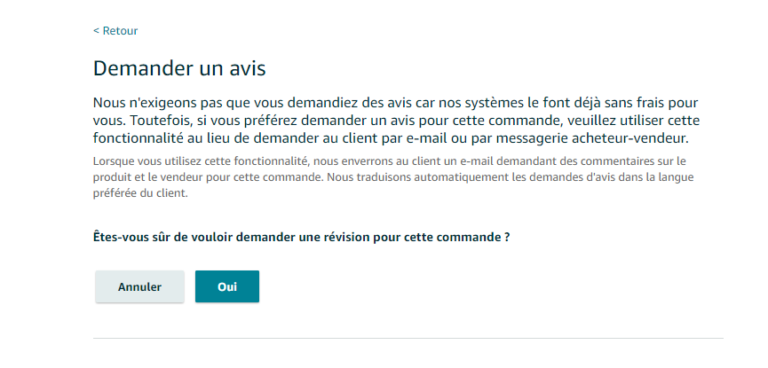 < Retour
Demander un avis
Nous n'exigeons pas que vous demandiez des avis car nos systèmes le font déjà sans frais pour
vous. Toutefois, si vous préférez demander un avis pour cette commande, veuillez utiliser cette
fonctionnalité au lieu de demander au client par e-mail ou par messagerie acheteur-vendeur.
Lorsque vous utilisez cette fonctionnalité, nous enverrons au client un e-mail demandant des commentaires sur le
produit et le vendeur pour cette commande. Nous traduisons automatiquement les demandes d'avis dans la langue
préférée du client.
Êtes-vous sûr de vouloir demander une révision pour cette commande ?
Annuler Oui